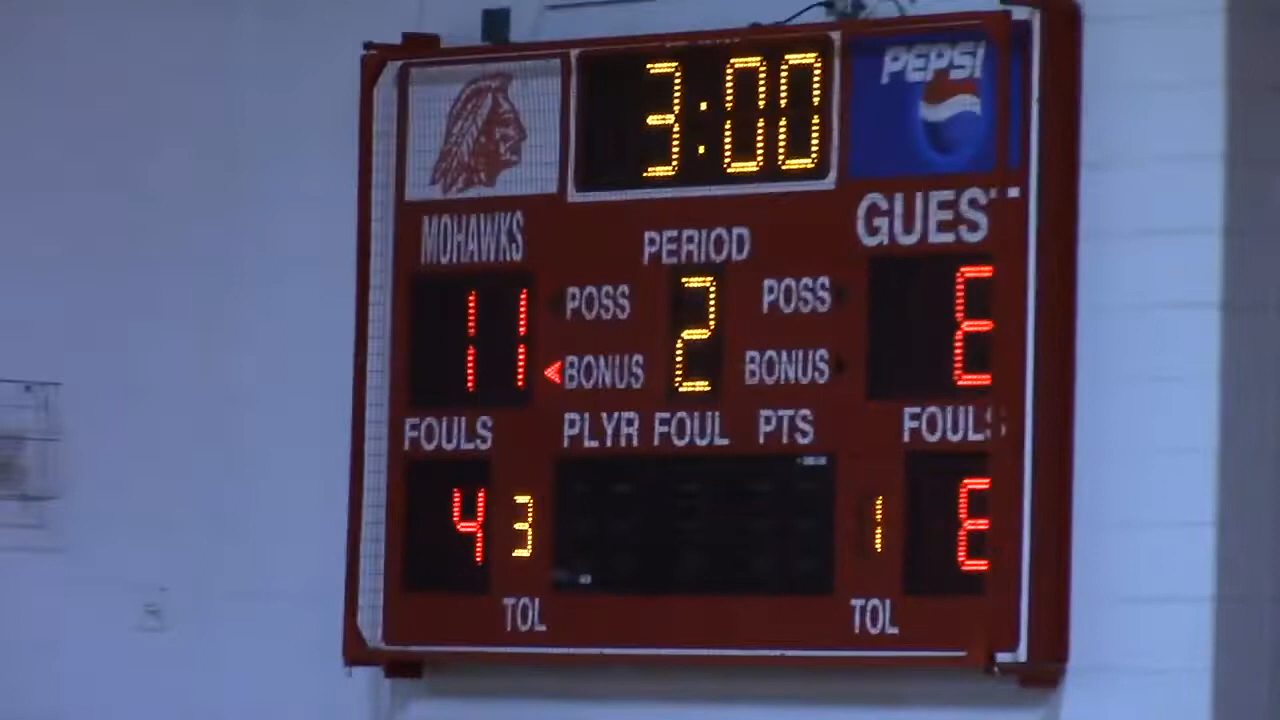 3:00
PEPSI
MOHAWKS
PERIOD
GUES
11
POSS
2
POSS
BONUS
BONUS
FOULS
PLYR FOUL PTS
FOULS
4
3
1
TOL
TOL